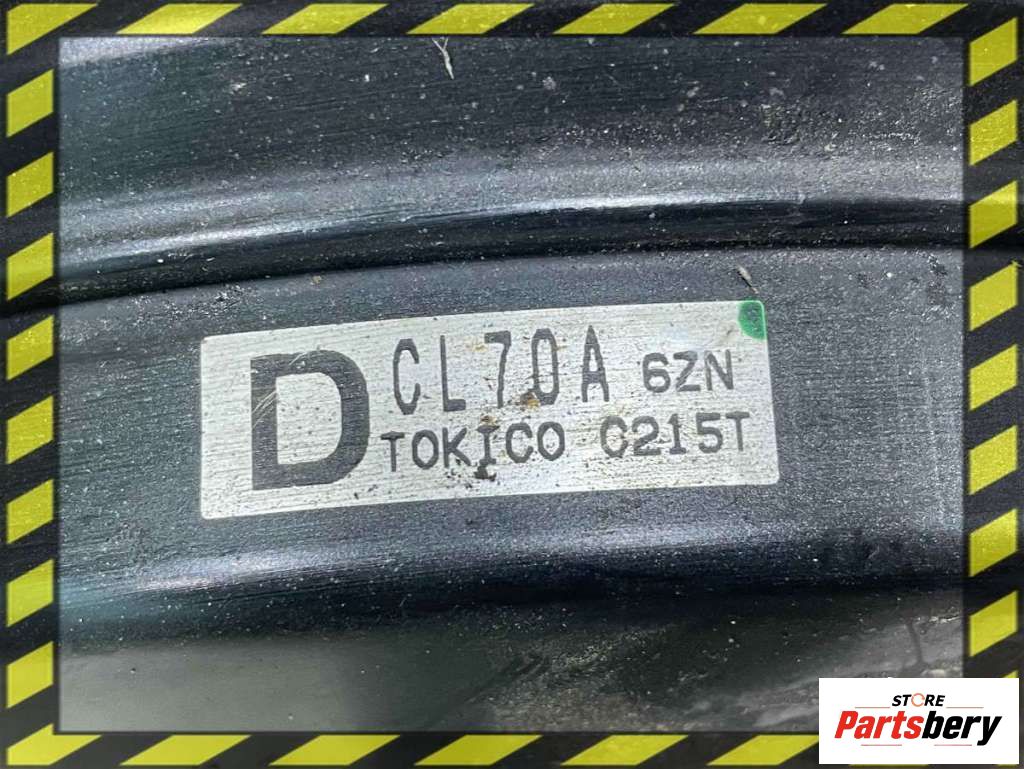 D CL70A 6ZN
TOKICO C215T
STORE
Partsbery